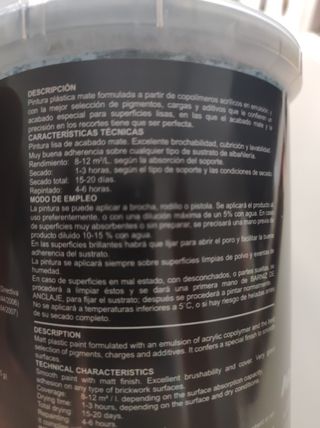 DESCRIPCIÓN
Pintura plástica mate formulada a partir de copolímeros acrílicos en emulsión y
con la mejor selección de pigmentos, cargas y aditivos que le confieren un
acabado especial para superficies lisas, en las que el acabado mate y la
precisión en los recortes tiene que ser perfecta.
CARACTERÍSTICAS TÉCNICAS
Pintura lisa de acabado mate. Excelente brochabilidad, cubrición y lavabilidad.
Muy buena adherencia sobre cualquier tipo de sustrato de albañilería.
Rendimiento: 8-12 m²/L. según la absorción del soporte.
Secado: 1-3 horas, según el tipo de soporte y las condiciones de secado.
Secado total: 15-20 días.
Repintado: 4-6 horas.
MODO DE EMPLEO
La pintura se puede aplicar a brocha, rodillo o pistola. Se aplicará el producto al
uso preferentemente, o con una dilución máxima de un 5% con agua. En caso
de superficies muy absorbentes o sin preparar, se precisará una mano previa de
producto diluido 10-15 % con agua.
En las superficies brillantes habrá que lijar para abrir el poro y facilitar la buena
adherencia del sustrato.
La pintura se aplicará siempre sobre superficies limpias de polvo y exentas de
humedad.
En caso de superficies en mal estado, con desconchados, o partes sueltas, se
procederá a limpiar éstos y se dará una primera mano de BARNIZ DE
ANCLAJE, para fijar el sustrato; después se procederá a pintar normalmente.
No se aplicará a temperaturas inferiores a 5°C, o si hay riesgo de heladas antes
de su secado completo.
Directiva
/2006)
/2007)
DESCRIPTION
Matt plastic paint formulated with an emulsion of acrylic copolymer and the best
selection of pigments, charges and additives. It confers a special finish to smooth
surfaces.
TECHNICAL CHARACTERISTICS
Smooth paint with matt finish. Excellent brushability and cover. Very good
adhesion on any type of brickwork surfaces.
Coverage: 8-12 m² / l. depending on the surface absorption capacity.
Drying time: 1-3 hours, depending on the surface and dry conditions.
Total drying: 15-20 days.
Repainting: 4-6 hours.